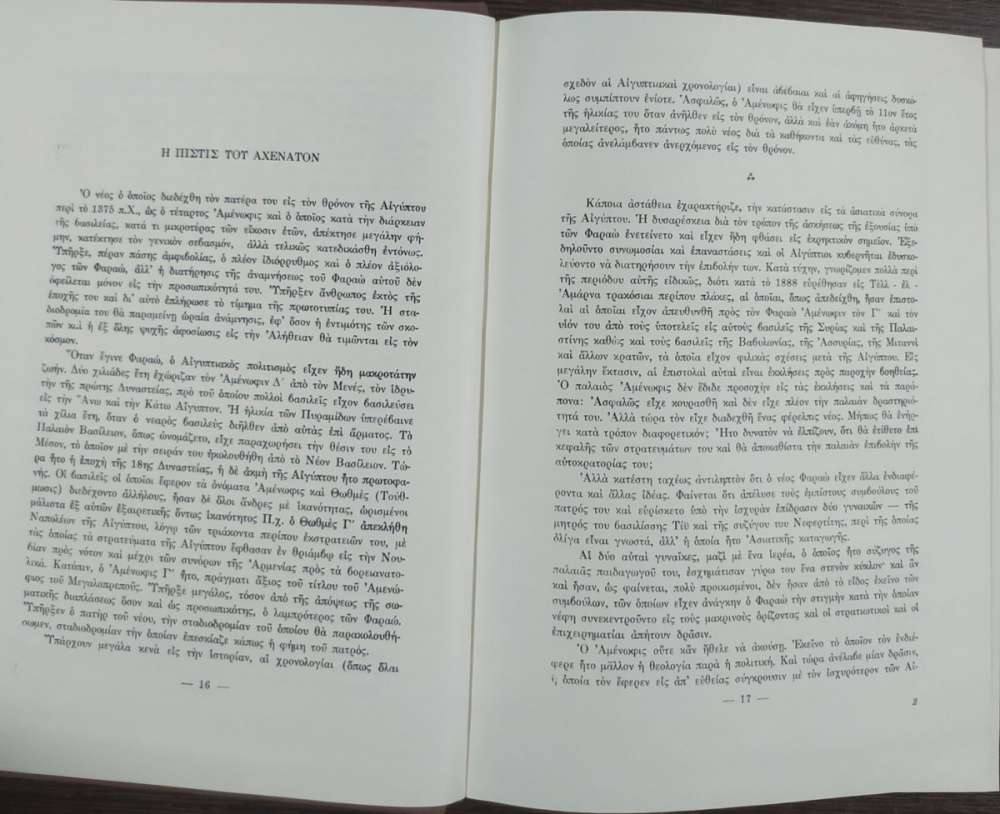 Η ΠΙΣΤΙΣ ΤΟΥ ΑΧΕΝΑΤΟΝ
Ὁ νέος ὁ ὁποῖος διεδέχθη τὸν πατέρα του εἰς τὸν θρόνον τῆς Αἰγύπτου
περὶ τὸ 1375 π.Χ., ὡς ὁ τέταρτος Ἀμένωφις καὶ ὁ ὁποῖος κατὰ τὴν διάρκειαν
τῆς βασιλείας, κατά τι μικροτέρας τῶν εἴκοσιν ἐτῶν, ἀπέκτησε μεγάλην φή-
μην, κατέκτησε τὸν γενικὸν σεβασμόν, ἀλλὰ τελικῶς κατεδικάσθη ἐντόνως.
Ὑπῆρξε, πέραν πάσης ἀμφιβολίας, ὁ πλέον ἰδιόρρυθμος καὶ ὁ πλέον ἀξιόλο-
γος τῶν Φαραώ, ἀλλ' ἡ διατήρησις τῆς ἀναμνήσεως τοῦ Φαραὼ αὐτοῦ δὲν
ὀφείλεται μόνον εἰς τὴν προσωπικότητά του. Ὑπῆρξεν ἄνθρωπος ἐκτὸς τῆς
ἐποχῆς του καὶ δι' αὐτὸ ἐπλήρωσε τὸ τίμημα τῆς πρωτοτυπίας του. Ἡ στα-
διοδρομία του θὰ παραμείνῃ ὡραία ἀνάμνησις, ἐφ' ὅσον ἡ ἐντιμότης τῶν σκο-
πῶν κ.ὶ ἡ ἐξ ὅλης ψυχῆς ἀφοσίωσις εἰς τὴν Ἀλήθειαν θὰ τιμῶνται εἰς τὸν
κόσμον.
Ὅταν ἔγινε Φαραώ, ὁ Αἰγυπτιακὸς πολιτισμὸς εἶχεν ἤδη μακροτάτην
ζωήν. Δύο χιλιάδες ἔτη ἐχώριζαν τὸν Ἀμένωφιν Δ´ ἀπὸ τὸν Μενές, τὸν ἱδρυ-
τὴν τῆς πρώτης Δυναστείας, πρὸ τοῦ ὁποίου πολλοὶ βασιλεῖς εἶχον βασιλεύσει
εἰς τὴν Ἄνω καὶ τὴν Κάτω Αἴγυπτον. Ἡ ἡλικία τῶν Πυραμίδων ὑπερέβαινε
τὰ χίλια ἔτη, ὅταν ὁ νεαρὸς βασιλεὺς διῆλθεν ἀπὸ αὐτὰς ἐπὶ ἅρματος. Τὸ
Παλαιὸν Βασίλειον, ὅπως ὠνομάζετο, εἶχε παραχωρήσει τὴν θέσιν του εἰς τὸ
Μέσον, τὸ ὁποῖον μὲ τὴν σειράν του ἠκολουθήθη ἀπὸ τὸ Νέον Βασίλειον. Τώ-
ρα ἦτο ἡ ἐποχὴ τῆς 18ης Δυναστείας, ἡ δὲ ἀκμὴ τῆς Αἰγύπτου ἦτο πρωτοφα-
νής. Οἱ βασιλεῖς οἱ ὁποῖοι ἔφερον τὰ ὀνόματα Ἀμένωφις καὶ Θωθμὲς (Τούθ-
μωσις) διεδέχοντο ἀλλήλους, ἦσαν δὲ ὅλοι ἄνδρες μὲ ἱκανότητας, ὡρισμένοι
μάλιστα ἐξ αὐτῶν ἐξαιρετικῆς ὄντως ἱκανότητος Π.χ. ὁ Θωθμὲς Γ´ ἀπεκλήθη
Ναπολέων τῆς Αἰγύπτου, λόγῳ τῶν τριάκοντα περίπου ἐκστρατειῶν του, μὲ
τὰς ὁποίας τὰ στρατεύματα τῆς Αἰγύπτου ἔφθασαν ἐν θριάμβῳ εἰς τὴν Νου-
βίαν πρὸς νότον καὶ μέχρι τῶν συνόρων τῆς Ἀρμενίας πρὸς τὰ βορειανατο-
λικά. Κατόπιν, ὁ Ἀμένωφις Γ´ ἦτο, πράγματι ἄξιος τοῦ τίτλου τοῦ Ἀμενώ-
φιος τοῦ Μεγαλοπρεποῦς. Ὑπῆρξε μεγάλος, τόσον ἀπὸ τῆς ἀπόψεως τῆς σω-
ματικῆς διαπλάσεως ὅσον καὶ ὡς προσωπικότης, ὁ λαμπρότερος τῶν Φαραώ.
Ὑπῆρξεν ὁ πατὴρ τοῦ νέου, τὴν σταδιοδρομίαν τοῦ ὁποίου θὰ παρακολουθή-
σωμεν, σταδιοδρομίαν τὴν ὁποίαν ἐπεσκίαζε κάπως ἡ φήμη τοῦ πατρός.
Ὑπάρχουν μεγάλα κενὰ εἰς τὴν Ἱστορίαν, αἱ χρονολογίαι (ὅπως ὅλαι
— 16 —
σχεδὸν αἱ Αἰγυπτιακαὶ χρονολογίαι) εἶναι ἀβέβαιοι καὶ αἱ ἀφηγήσεις δυσκό-
λως συμπίπτουν ἐνίοτε. Ἀσφαλῶς, ὁ Ἀμένωφις θὰ εἶχεν ὑπερβῇ τὸ 11ον ἔτος
τῆς ἡλικίας του ὅταν ἀνῆλθεν εἰς τὸν θρόνον, ἀλλὰ καὶ ἐὰν ἀκόμη ἦτο ἀρκετὰ
μεγαλείτερος, ἦτο πάντως πολὺ νέος διὰ τὰ καθήκοντα καὶ τὰς εὐθύνας, τὰς
ὁποίας ἀνελάμβανεν ἀνερχόμενος εἰς τὸν θρόνον.
⁂
Κάποια ἀστάθεια ἐχαρακτήριζε, τὴν κατάστασιν εἰς τὰ ἀσιατικὰ σύνορα
τῆς Αἰγύπτου. Ἡ δυσαρέσκεια διὰ τὸν τρόπον τῆς ἀσκήσεως τῆς ἐξουσίας ὑπὸ
τῶν Φαραὼ ἐνετείνετο καὶ εἶχεν ἤδη φθάσει εἰς ἐκρηκτικὸν σημεῖον. Ἐξε-
δηλοῦντο συνωμοσίαι καὶ ἐπαναστάσεις καὶ οἱ Αἰγύπτιοι κυβερνῆται ἐδυσκο-
λεύοντο νὰ διατηρήσουν τὴν ἐπιβολήν των. Κατὰ τύχην, γνωρίζομεν πολλὰ περὶ
τῆς περιόδου αὐτῆς εἰδικῶς, διότι κατὰ τὸ 1888 εὑρέθησαν εἰς Τὲλλ - ἒλ -
Ἀμάρνα τρακόσιαι περίπου πλάκες, αἱ ὁποῖαι, ὅπως ἀπεδείχθη, ἦσαν ἐπιστο-
λαὶ αἱ ὁποῖαι εἶχον ἀπευθυνθῆ πρὸς τὸν Φαραὼ Ἀμένωφιν τὸν Γ´ καὶ τὸν
υἱόν του ἀπὸ τοὺς ὑποτελεῖς εἰς αὐτοὺς βασιλεῖς τῆς Συρίας καὶ τῆς Παλαι-
στίνης καθὼς καὶ τοὺς βασιλεῖς τῆς Βαβυλωνίας, τῆς Ἀσσυρίας, τῆς Μιτανὶ
καὶ ἄλλων κρατῶν, τὰ ὁποῖα εἶχον φιλικὰς σχέσεις μετὰ τῆς Αἰγύπτου. Εἰς
μεγάλην ἔκτασιν, αἱ ἐπιστολαὶ αὐταὶ εἶναι ἐκκλήσεις πρὸς παροχὴν βοηθείας.
Ὁ παλαιὸς Ἀμένωφις δὲν ἔδιδε προσοχὴν εἰς τὰς ἐκκλήσεις καὶ τὰ παρά-
πονα: Ἀσφαλῶς εἶχε κουρασθῆ καὶ δὲν εἶχε πλέον τὴν παλαιὰν δραστηριό-
τητά του. Ἀλλὰ τώρα τὸν εἶχε διαδεχθῆ ἕνας φέρελπις νέος. Μήπως θὰ ἐνήρ-
γει κατὰ τρόπον διαφορετικόν; Ἦτο δυνατὸν νὰ ἐλπίζουν, ὅτι θὰ ἐτίθετο ἐπὶ
κεφαλῆς τῶν στρατευμάτων του καὶ θὰ ἀποκαθίστα τὴν παλαιὰν ἐπιβολὴν τῆς
αὐτοκρατορίας του;
Ἀλλὰ κατέστη ταχέως ἀντιληπτὸν ὅτι ὁ νέος Φαραὼ εἶχεν ἄλλα ἐνδιαφέ-
ροντα καὶ ἄλλας ἰδέας. Φαίνεται ὅτι ἀπέλυσε τοὺς ἐμπίστους συμβούλους τοῦ
πατρός του καὶ εὑρίσκετο ὑπὸ τὴν ἰσχυρὰν ἐπίδρασιν δύο γυναικῶν — τῆς
μητρός του βασιλίσσης Τίϋ καὶ τῆς συζύγου του Νεφερτίτης, περὶ τῆς ὁποίας
ὀλίγα εἶναι γνωστά, ἀλλ' ἡ ὁποία ἦτο Ἀσιατικῆς καταγωγῆς.
Αἱ δύο αὐταὶ γυναῖκες, μαζὶ μὲ ἕνα ἱερέα, ὁ ὁποῖος ἦτο σύζυγος τῆς
παλαιᾶς παιδαγωγοῦ του, ἐσχημάτισαν γύρω του ἕνα στενὸν κύκλον· καὶ ἂν
καὶ ἦσαν, ὡς φαίνεται, πολὺ προικισμένοι, δὲν ἦσαν ἀπὸ τὸ εἶδος ἐκεῖνο τῶν
συμβούλων, τῶν ὁποίων εἶχεν ἀνάγκην ὁ Φαραὼ τὴν στιγμὴν κατὰ τὴν ὁποίαν
νέφη συνεκεντροῦντο εἰς τοὺς μακρινοὺς ὁρίζοντας καὶ οἱ στρατιωτικοὶ καὶ οἱ
ἐπιχειρηματίαι ἀπῄτουν δρᾶσιν.
Ὁ Ἀμένωφις οὔτε κἂν ἤθελε νὰ ἀκούσῃ. Ἐκεῖνο τὸ ὁποῖον τὸν ἐνδιέ-
φερε ἦτο μᾶλλον ἡ θεολογία παρὰ ἡ πολιτική. Καὶ τώρα ἀνέλαβε μίαν δρᾶσιν,
ἡ ὁποία τὸν ἔφερεν εἰς ἀπ' εὐθείας σύγκρουσιν μὲ τὸν ἰσχυρότερον τῶν Αἰ-
— 17 —
2